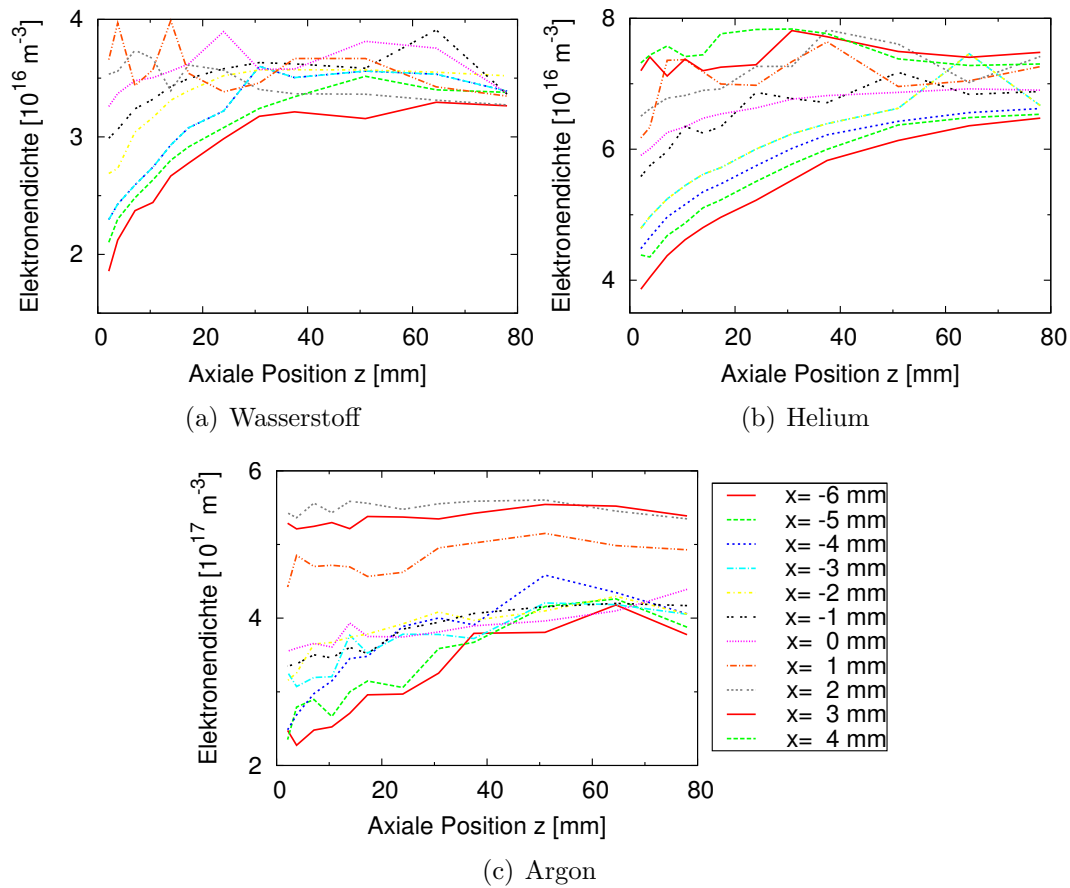 Elektronendichte [10^16 m^-3]
4
3
2
0 20 40 60 80
Axiale Position z [mm]
(a) Wasserstoff
Elektronendichte [10^16 m^-3]
8
6
4
0 20 40 60 80
Axiale Position z [mm]
(b) Helium
Elektronendichte [10^17 m^-3]
6
4
2
0 20 40 60 80
Axiale Position z [mm]
(c) Argon
x= -6 mm
x= -5 mm
x= -4 mm
x= -3 mm
x= -2 mm
x= -1 mm
x= 0 mm
x= 1 mm
x= 2 mm
x= 3 mm
x= 4 mm